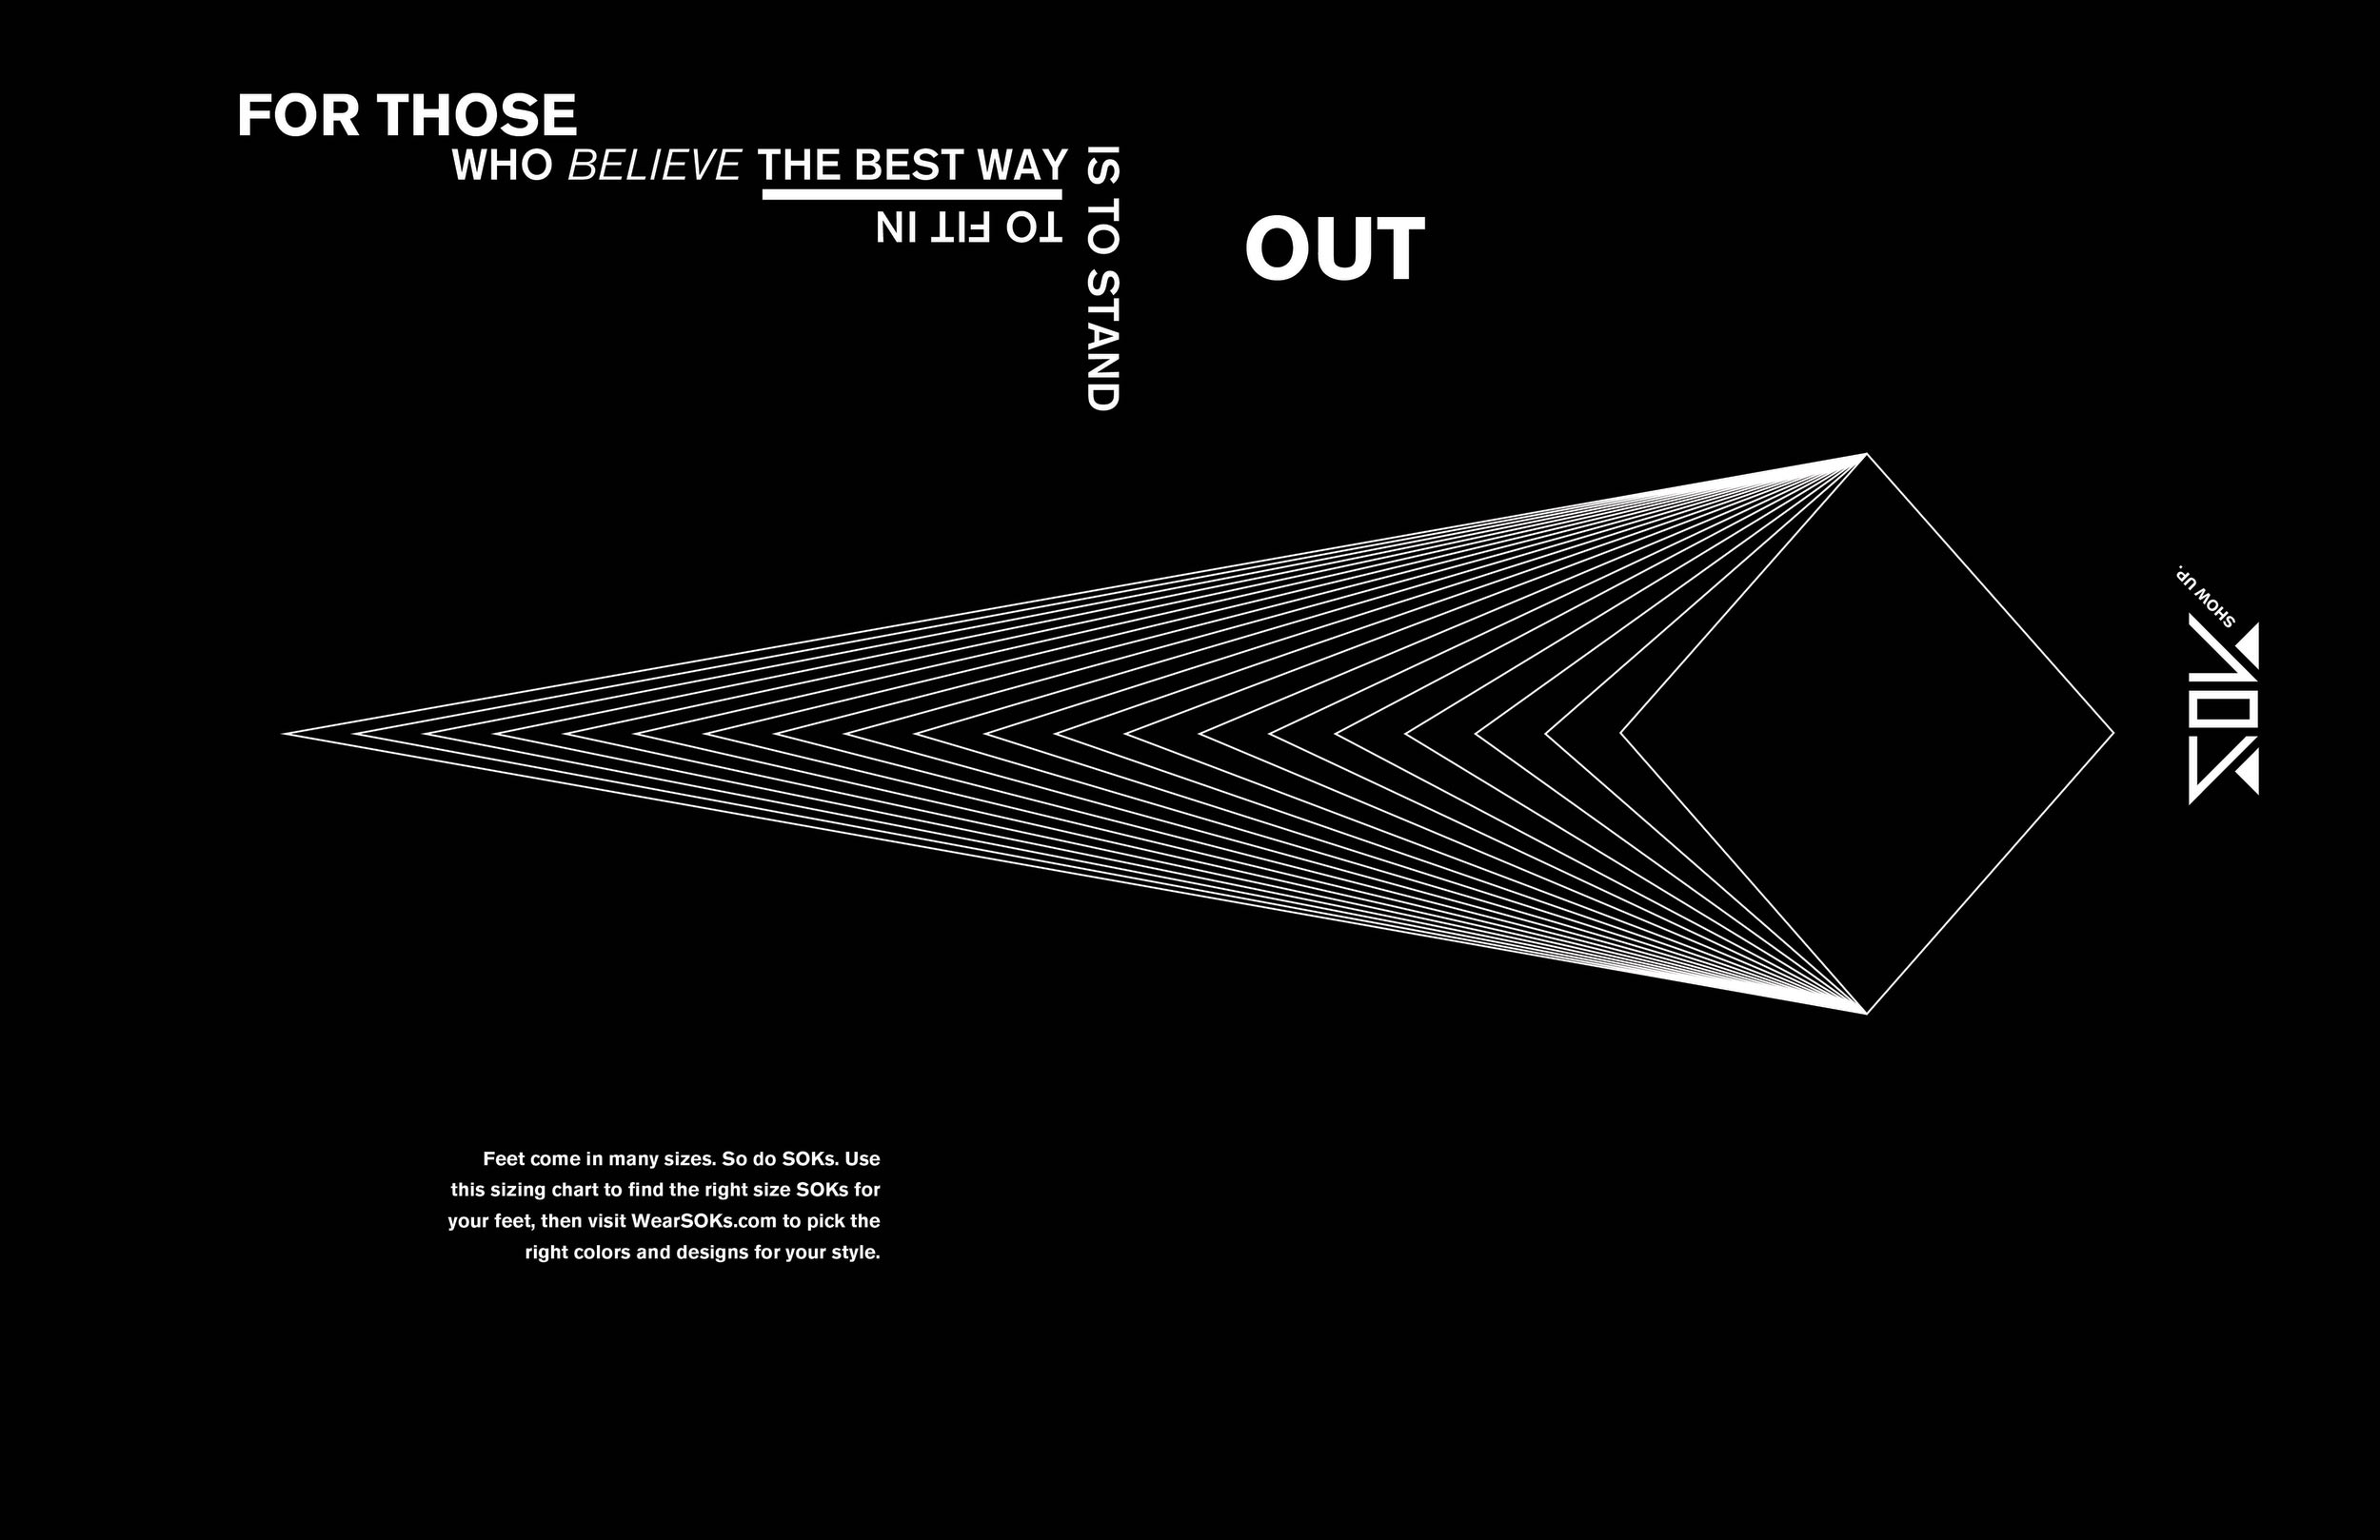 FOR THOSE
WHO BELIEVE THE BEST WAY
TO FIT IN
IS TO STAND
OUT
SHOW UP.
SOK
Feet come in many sizes. So do SOKs. Use
this sizing chart to find the right size SOKs for
your feet, then visit WearSOKs.com to pick the
right colors and designs for your style.